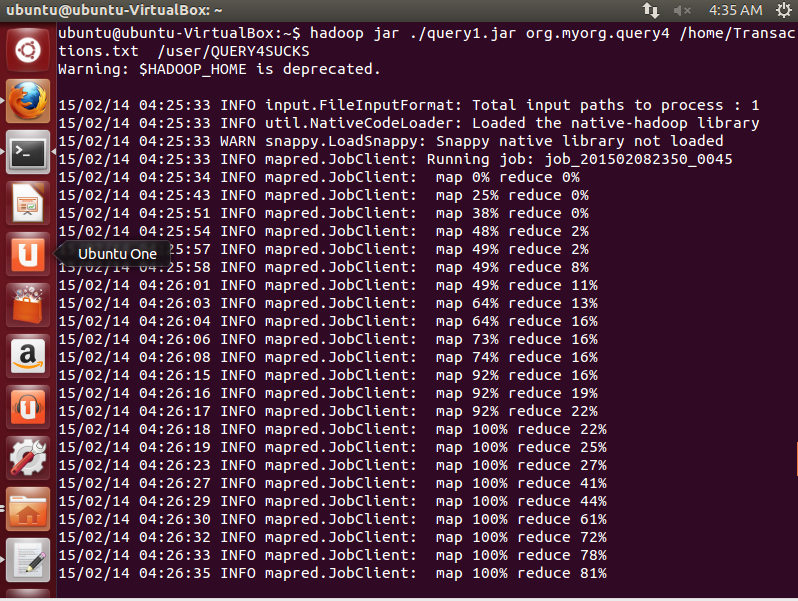 ubuntu@ubuntu-VirtualBox: ~
4:35 AM
ubuntu@ubuntu-VirtualBox:~$ hadoop jar ./query1.jar org.myorg.query4 /home/Transac
tions.txt  /user/QUERY4SUCKS
Warning: $HADOOP_HOME is deprecated.
15/02/14 04:25:33 INFO input.FileInputFormat: Total input paths to process : 1
15/02/14 04:25:33 INFO util.NativeCodeLoader: Loaded the native-hadoop library
15/02/14 04:25:33 WARN snappy.LoadSnappy: Snappy native library not loaded
15/02/14 04:25:33 INFO mapred.JobClient: Running job: job_201502082350_0045
15/02/14 04:25:34 INFO mapred.JobClient:  map 0% reduce 0%
15/02/14 04:25:43 INFO mapred.JobClient:  map 25% reduce 0%
15/02/14 04:25:51 INFO mapred.JobClient:  map 38% reduce 0%
15/02/14 04:25:54 INFO mapred.JobClient:  map 48% reduce 2%
Ubuntu One
:25:57 INFO mapred.JobClient:  map 49% reduce 2%
15/02/14 04:25:58 INFO mapred.JobClient:  map 49% reduce 8%
15/02/14 04:26:01 INFO mapred.JobClient:  map 49% reduce 11%
15/02/14 04:26:03 INFO mapred.JobClient:  map 64% reduce 13%
15/02/14 04:26:04 INFO mapred.JobClient:  map 64% reduce 16%
15/02/14 04:26:06 INFO mapred.JobClient:  map 73% reduce 16%
15/02/14 04:26:08 INFO mapred.JobClient:  map 74% reduce 16%
15/02/14 04:26:15 INFO mapred.JobClient:  map 92% reduce 16%
15/02/14 04:26:16 INFO mapred.JobClient:  map 92% reduce 19%
15/02/14 04:26:17 INFO mapred.JobClient:  map 92% reduce 22%
15/02/14 04:26:18 INFO mapred.JobClient:  map 100% reduce 22%
15/02/14 04:26:19 INFO mapred.JobClient:  map 100% reduce 25%
15/02/14 04:26:23 INFO mapred.JobClient:  map 100% reduce 27%
15/02/14 04:26:27 INFO mapred.JobClient:  map 100% reduce 41%
15/02/14 04:26:29 INFO mapred.JobClient:  map 100% reduce 44%
15/02/14 04:26:30 INFO mapred.JobClient:  map 100% reduce 61%
15/02/14 04:26:32 INFO mapred.JobClient:  map 100% reduce 72%
15/02/14 04:26:33 INFO mapred.JobClient:  map 100% reduce 78%
15/02/14 04:26:35 INFO mapred.JobClient:  map 100% reduce 81%